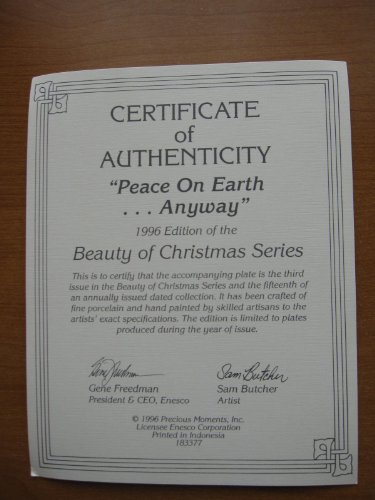 CERTIFICATE
of
AUTHENTICITY
"Peace On Earth
. . . Anyway"
1996 Edition of the
Beauty of Christmas Series
This is to certify that the accompanying plate is the third
issue in the Beauty of Christmas Series and the fifteenth of
an annually issued dated collection. It has been crafted of
fine porcelain and hand painted by skilled artisans to the
artists' exact specifications. The edition is limited to plates
produced during the year of issue.
Gene Freedman Sam Butcher
Gene Freedman Sam Butcher
President & CEO, Enesco Artist
© 1996 Precious Moments, Inc.
Licensee Enesco Corporation
Printed in Indonesia
183377